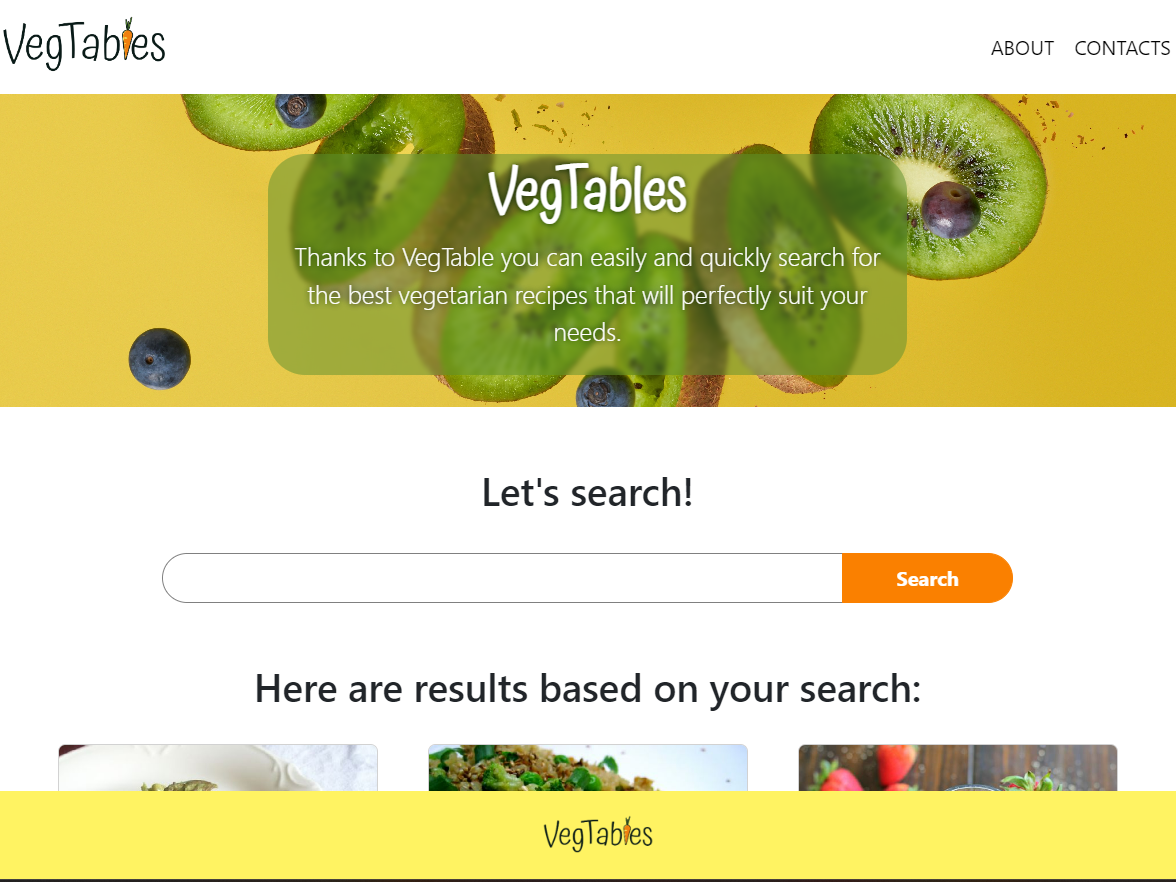 VegTables
ABOUT CONTACTS
VegTables
Thanks to VegTable you can easily and quickly search for
the best vegetarian recipes that will perfectly suit your
needs.
Let's search!
Search
Here are results based on your search:
VegTables